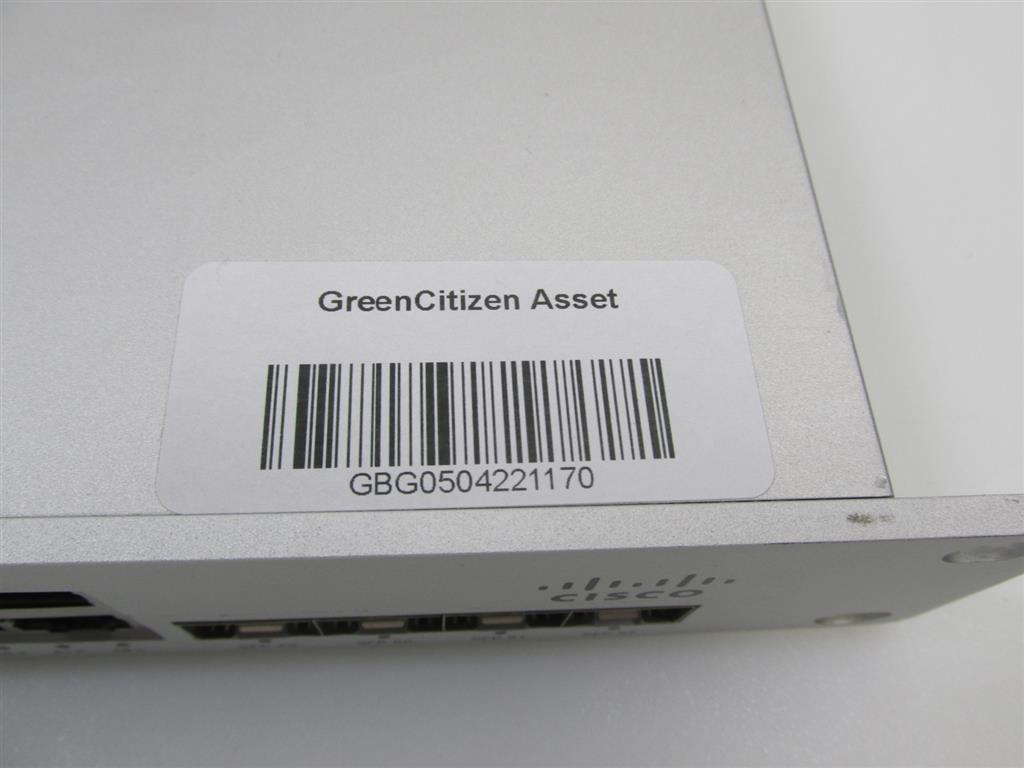 GreenCitizen Asset
GBG0504221170
CISCO